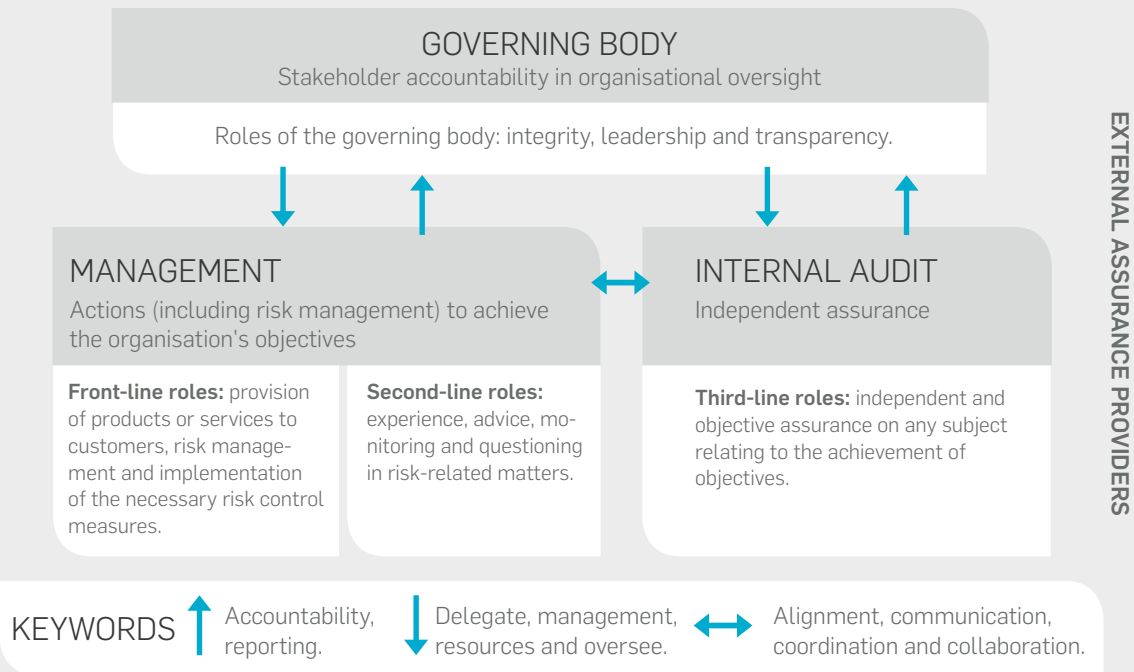 GOVERNING BODY
Stakeholder accountability in organisational oversight
Roles of the governing body: integrity, leadership and transparency.
MANAGEMENT
Actions (including risk management) to achieve
the organisation's objectives
Front-line roles: provision
of products or services to
customers, risk manage-
ment and implementation
of the necessary risk control
measures.
Second-line roles:
experience, advice, mo-
nitoring and questioning
in risk-related matters.
INTERNAL AUDIT
Independent assurance
Third-line roles: independent and
objective assurance on any subject
relating to the achievement of
objectives.
EXTERNAL ASSURANCE PROVIDERS
KEYWORDS
Accountability,
reporting.
Delegate, management,
resources and oversee.
Alignment, communication,
coordination and collaboration.